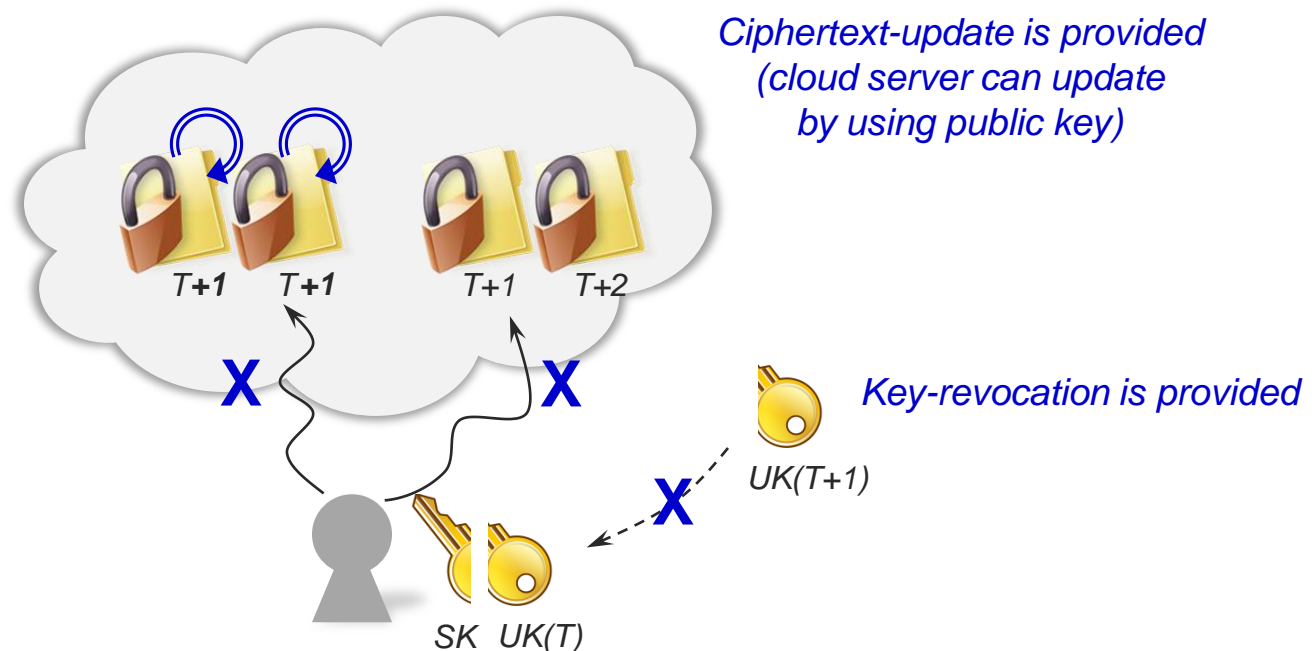 Ciphertext-update is provided
(cloud server can update
by using public key)
T+1 T+1 T+1 T+2
X X
Key-revocation is provided
UK(T+1)
X
SK UK(T)